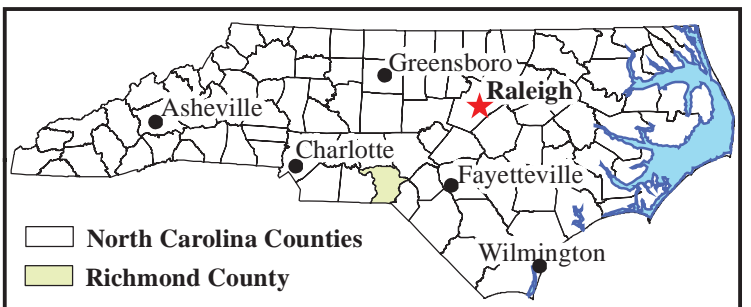 Greensboro
Raleigh
Asheville
Charlotte
Fayetteville
Wilmington
North Carolina Counties
Richmond County